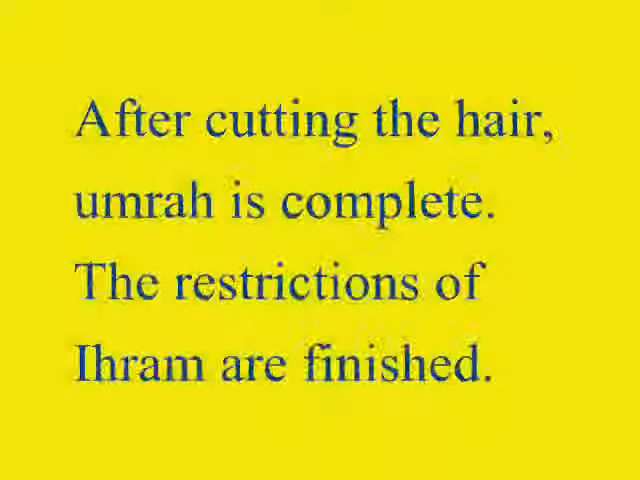 After cutting the hair,
umrah is complete.
The restrictions of
Ihram are finished.